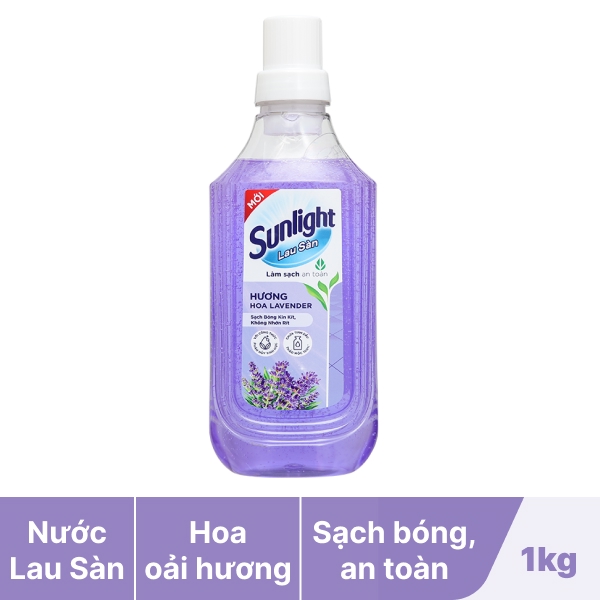 MỚI
Sunlight
Lau Sàn
Làm sạch an toàn
HƯƠNG
HOA LAVENDER
Sạch Bóng Kin Kít,
Không Nhờn Rít
Nước
Lau Sàn
Hoa
oải hương
Sạch bóng,
an toàn
1kg